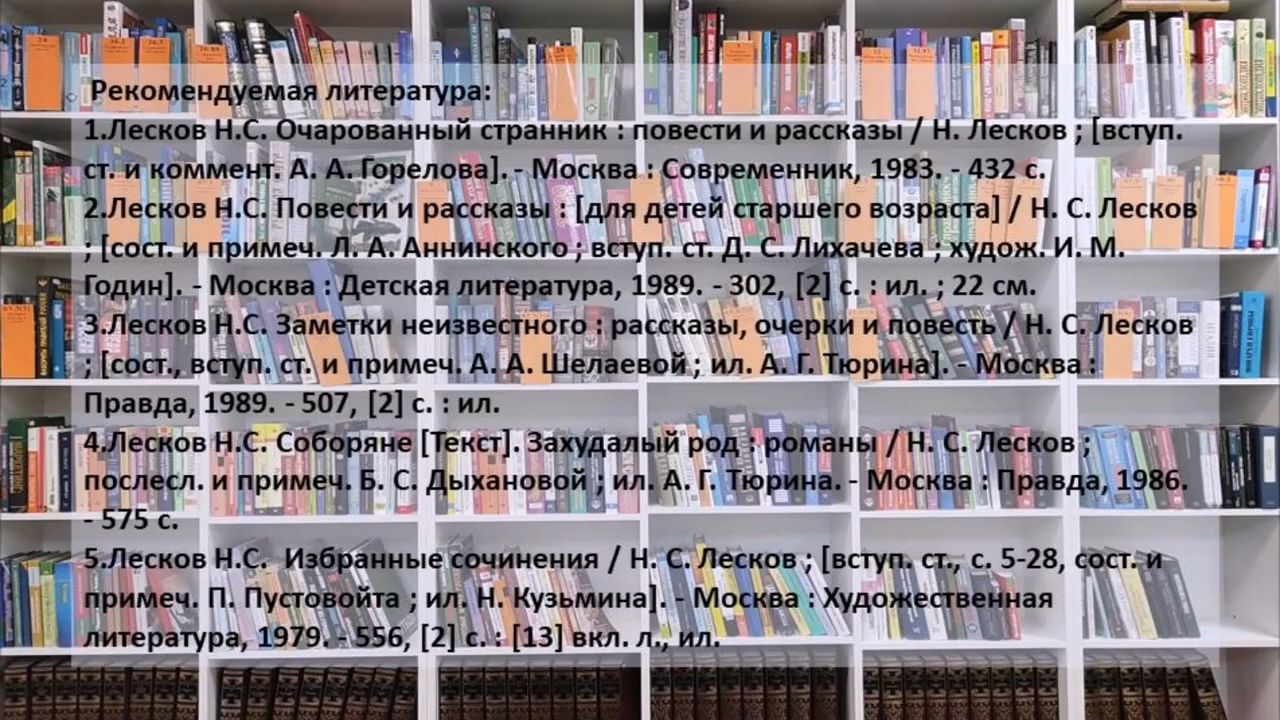 Рекомендуемая литература:
1.Лесков Н.С. Очарованный странник : повести и рассказы / Н. Лесков ; [вступ.
ст. и коммент. А. А. Горелова]. - Москва : Современник, 1983. - 432 с.
2.Лесков Н.С. Повести и рассказы : [для детей старшего возраста] / Н. С. Лесков
; [сост. и примеч. Л. А. Аннинского ; вступ. ст. Д. С. Лихачева ; худож. И. М.
Годин]. - Москва : Детская литература, 1989. - 302, [2] с. : ил. ; 22 см.
3.Лесков Н.С. Заметки неизвестного : рассказы, очерки и повесть / Н. С. Лесков
; [сост., вступ. ст. и примеч. А. А. Шелаевой ; ил. А. Г. Тюрина]. - Москва :
Правда, 1989. - 507, [2] с. : ил.
4.Лесков Н.С. Соборяне [Текст]. Захудалый род : романы / Н. С. Лесков ;
послесл. и примеч. Б. С. Дыхановой ; ил. А. Г. Тюрина. - Москва : Правда, 1986.
- 575 с.
5.Лесков Н.С. Избранные сочинения / Н. С. Лесков ; [вступ. ст., с. 5-28, сост. и
примеч. П. Пустовойта ; ил. Н. Кузьмина]. - Москва : Художественная
литература, 1979. - 556, [2] с. : [13] вкл. л., ил.